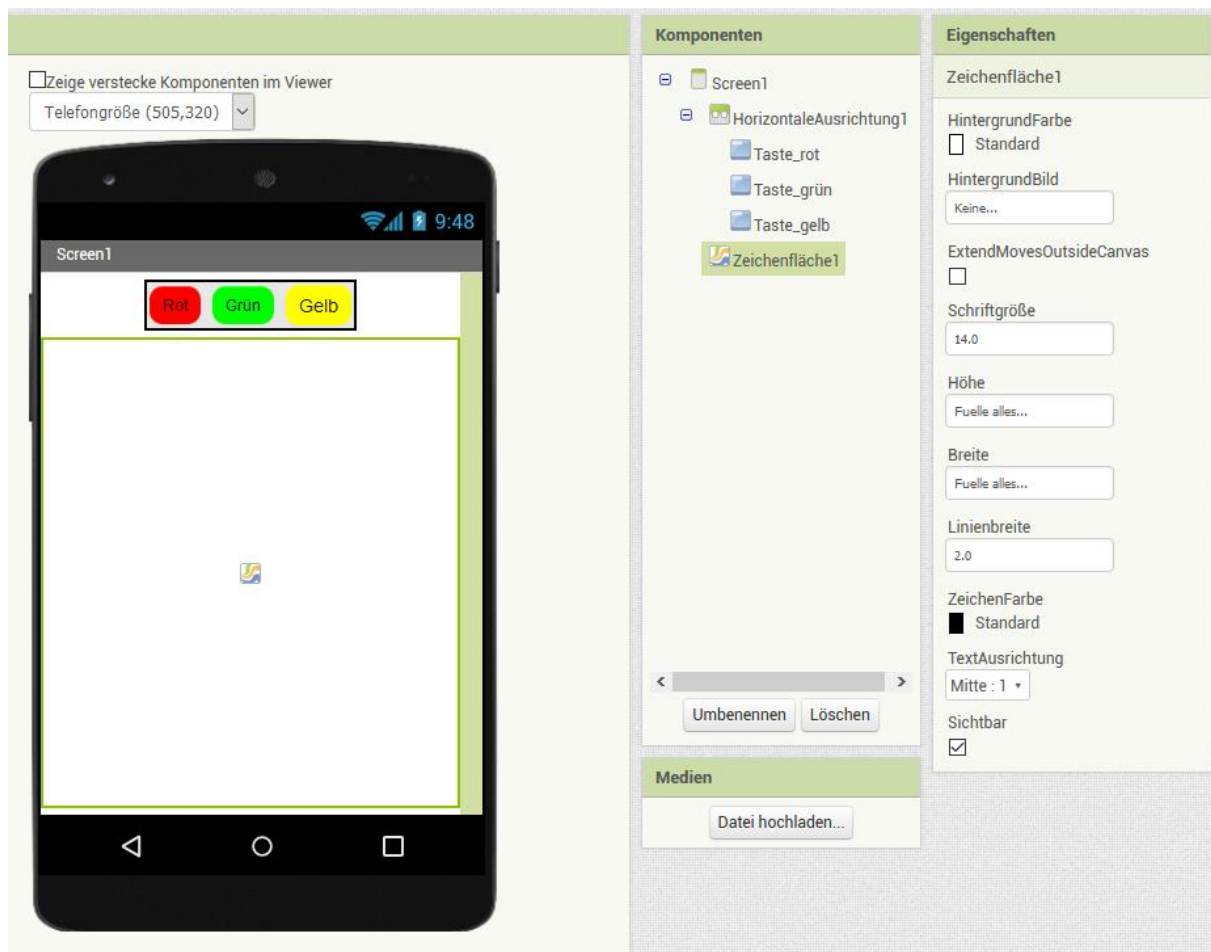 Zeige verstecke Komponenten im Viewer
Telefongröße (505,320)
9:48
Screen1
Rot Grün Gelb
Komponenten
Screen1
HorizontaleAusrichtung1
Taste_rot
Taste_grün
Taste_gelb
Zeichenfläche1
Umbenennen Löschen
Medien
Datei hochladen...
Eigenschaften
Zeichenfläche1
HintergrundFarbe
Standard
HintergrundBild
Keine...
ExtendMovesOutsideCanvas
Schriftgröße
14.0
Höhe
Fuelle alles...
Breite
Fuelle alles...
Linienbreite
2.0
ZeichenFarbe
Standard
TextAusrichtung
Mitte : 1
Sichtbar